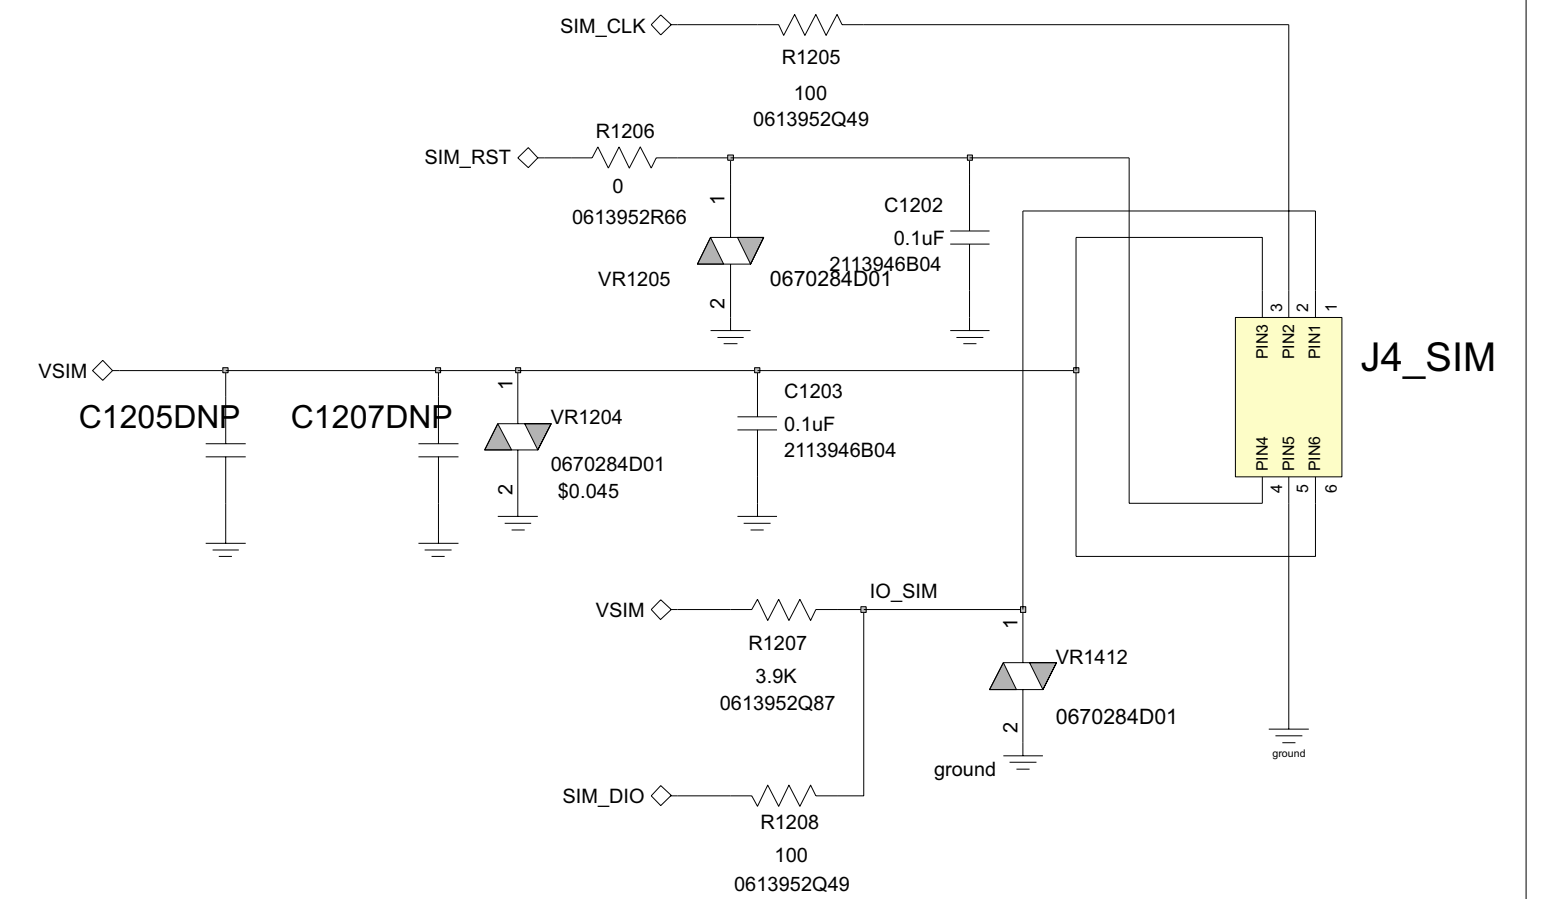 SIM_CLK
R1205
100
0613952Q49
R1206
SIM_RST
0
0613952R66
1
VR1205
2
0670284D01
C1202
0.1uF
2113946B04
3
2
1
PIN3
PIN2
PIN1
J4_SIM
PIN4
PIN5
PIN6
4
5
6
VSIM
C1205DNP
C1207DNP
1
VR1204
0670284D01
2
$0.045
C1203
0.1uF
2113946B04
IO_SIM
VSIM
R1207
3.9K
0613952Q87
1
VR1412
0670284D01
2
ground
ground
SIM_DIO
R1208
100
0613952Q49